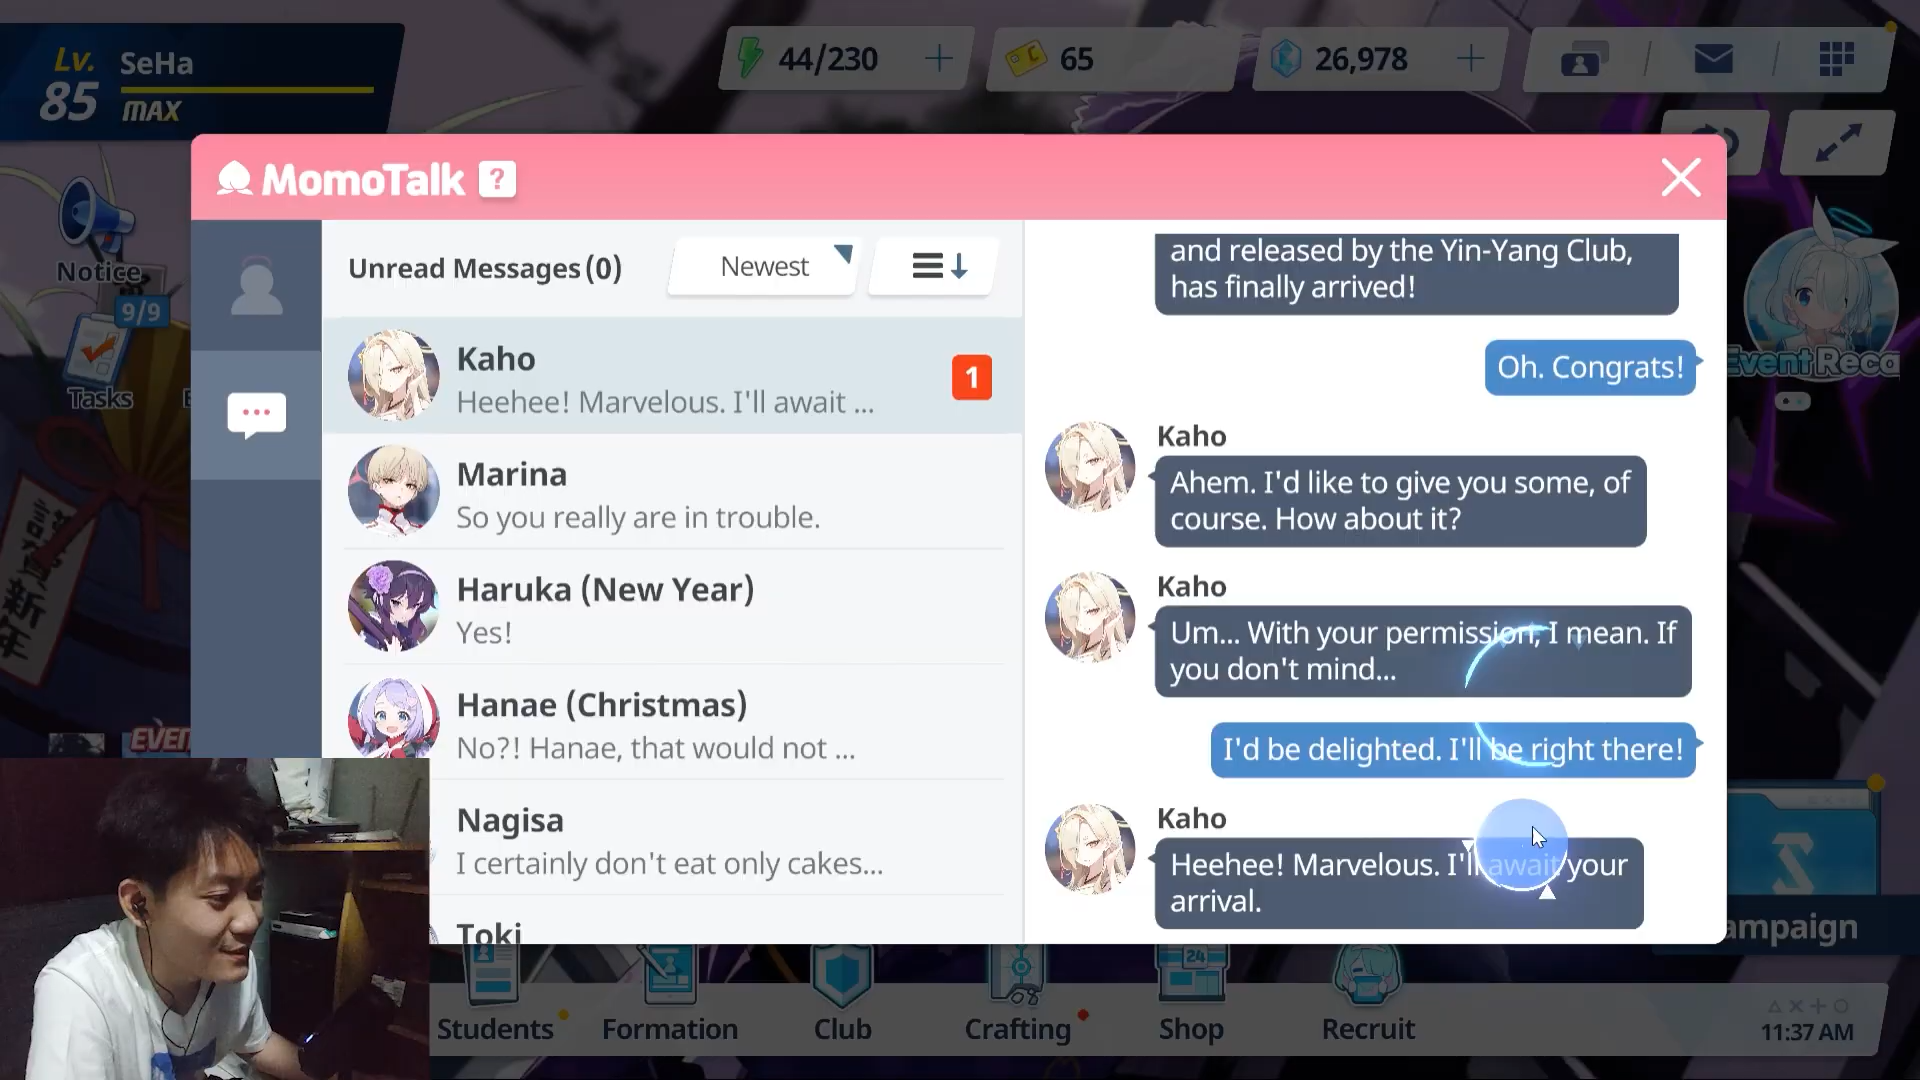 Lv.
85
SeHa
MAX
44/230
65
26,978
MomoTalk ?
Notice
9/9
Tasks
Unread Messages (0)
Newest
Kaho
Heehee! Marvelous. I'll await ...
1
Marina
So you really are in trouble.
Haruka (New Year)
Yes!
Hanae (Christmas)
No?! Hanae, that would not ...
Nagisa
I certainly don't eat only cakes...
Toki
and released by the Yin-Yang Club,
has finally arrived!
Oh. Congrats!
Kaho
Ahem. I'd like to give you some, of
course. How about it?
Kaho
Um... With your permission, I mean. If
you don't mind...
I'd be delighted. I'll be right there!
Kaho
Heehee! Marvelous. I'll await your
arrival.
Event Reca
新年
EVEN
ampaign
Students
Formation
Club
Crafting
24
Shop
Recruit
11:37 AM